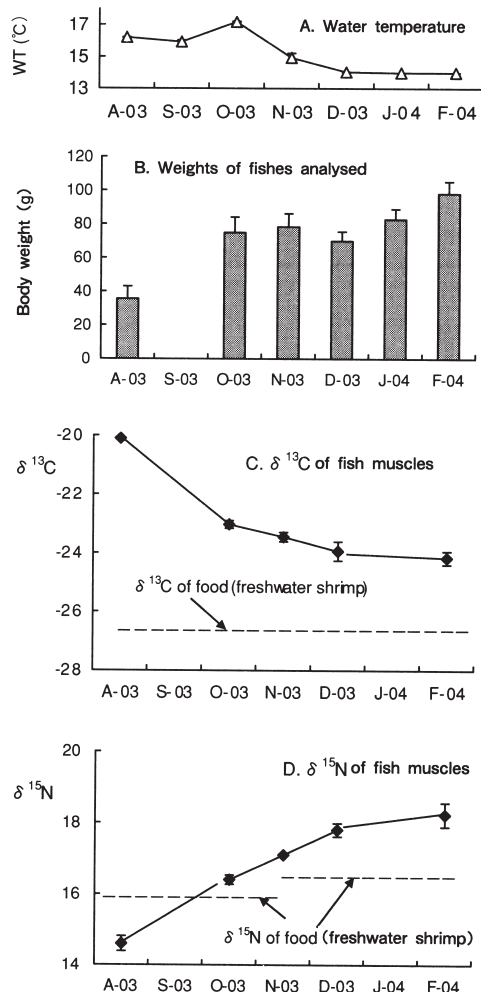 A. Water temperature
WT (°C)
17
15
13
A-03 S-03 O-03 N-03 D-03 J-04 F-04
B. Weights of fishes analysed
Body weight (g)
120
100
80
60
40
20
0
A-03 S-03 O-03 N-03 D-03 J-04 F-04
C. δ ¹³C of fish muscles
δ ¹³C
-20
-22
-24
-26
-28
δ ¹³C of food (freshwater shrimp)
A-03 S-03 O-03 N-03 D-03 J-04 F-04
D. δ ¹⁵N of fish muscles
δ ¹⁵N
20
18
16
14
δ ¹⁵N of food (freshwater shrimp)
A-03 S-03 O-03 N-03 D-03 J-04 F-04